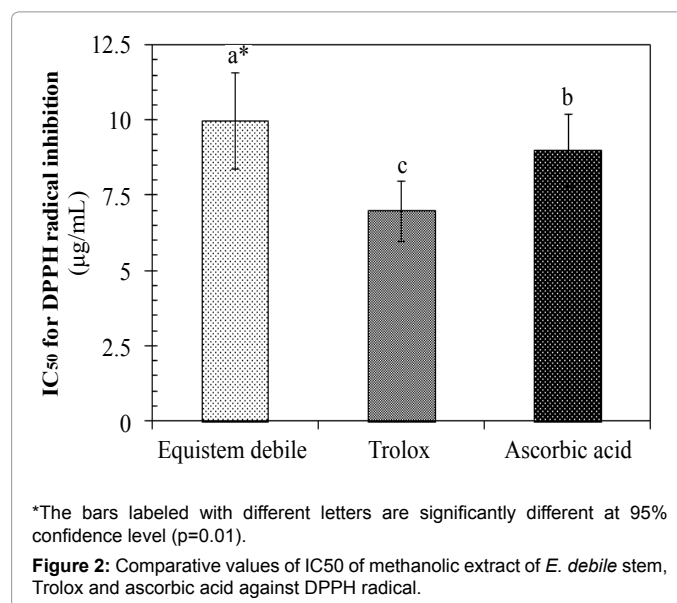 12.5
10
7.5
5
2.5
0
IC50 for DPPH radical inhibition
(µg/mL)
a*
c
b
Equistem debile
Trolox
Ascorbic acid
*The bars labeled with different letters are significantly different at 95%
confidence level (p=0.01).
Figure 2: Comparative values of IC50 of methanolic extract of E. debile stem,
Trolox and ascorbic acid against DPPH radical.